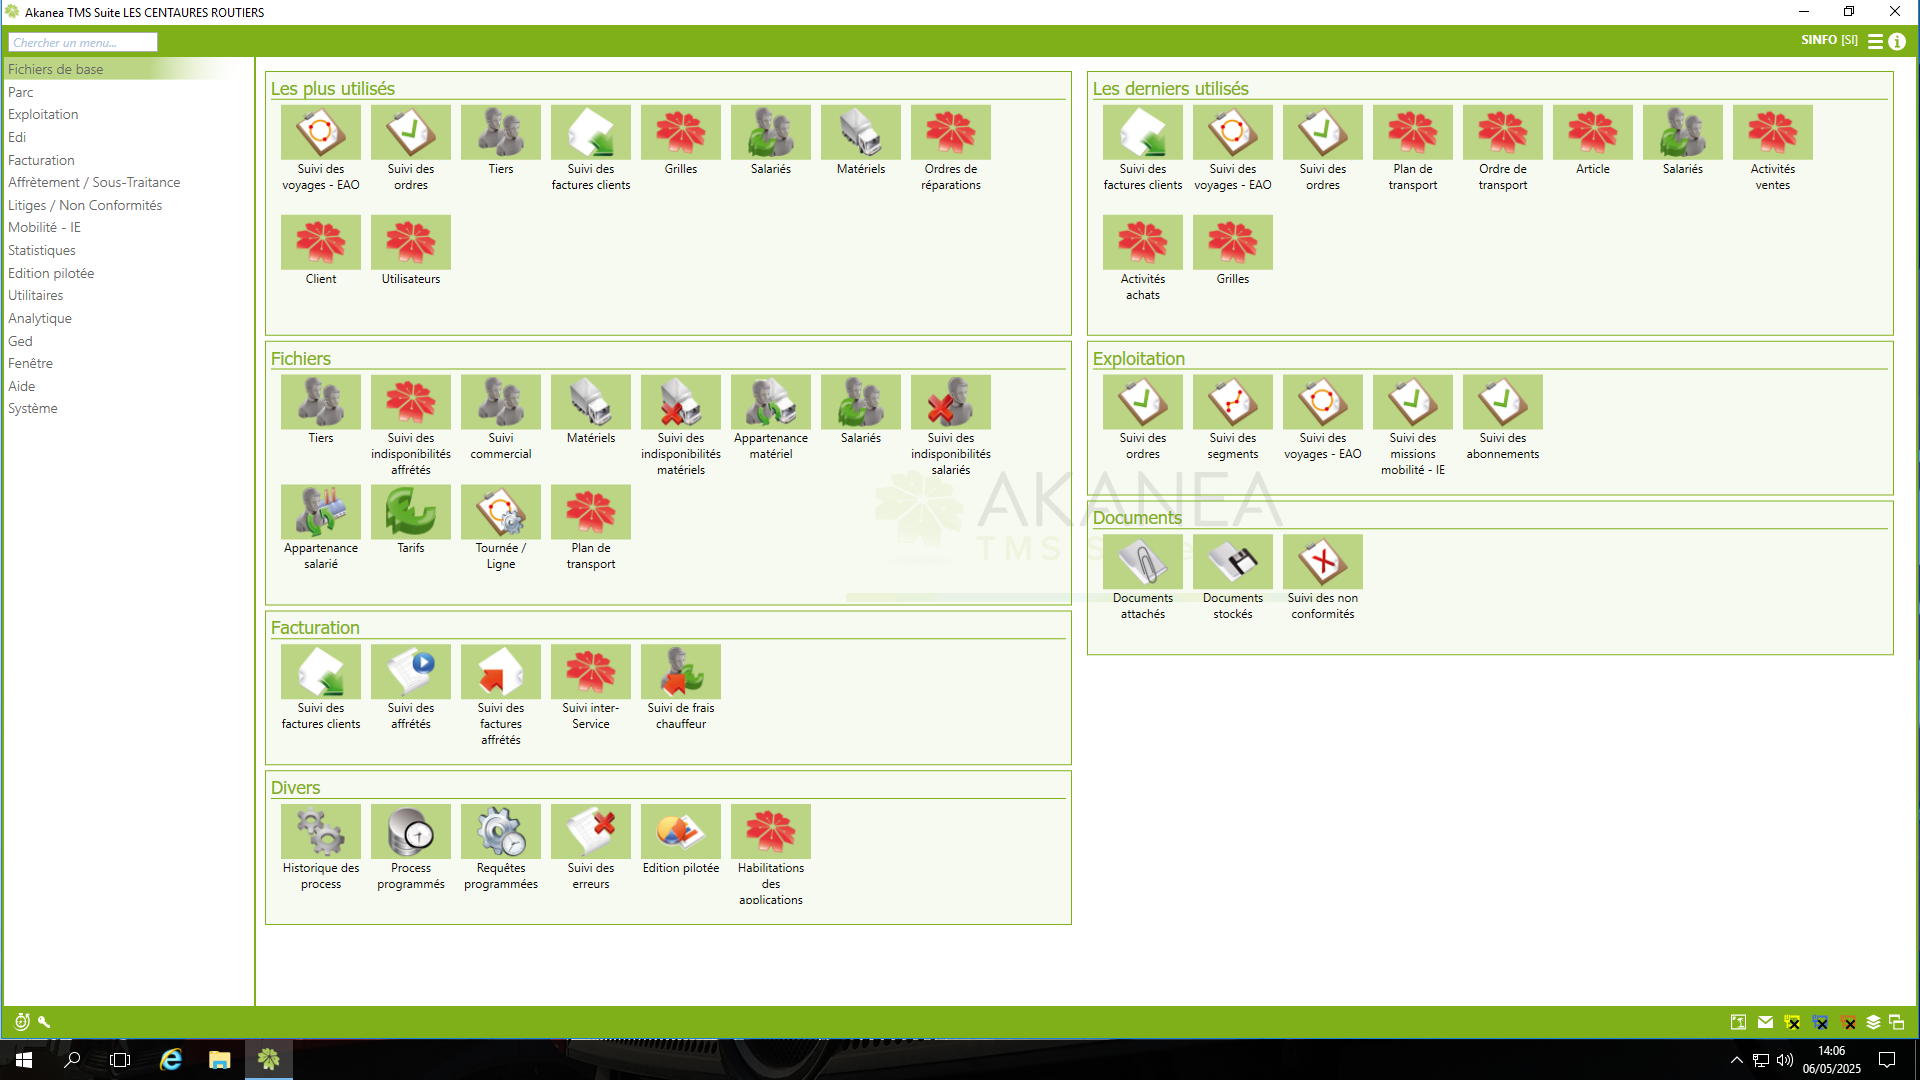 Akanea TMS Suite LES CENTAURES ROUTIERS
Chercher un menu...
SINFO [SI]
Fichiers de base
Parc
Exploitation
Edi
Facturation
Affrètement / Sous-Traitance
Litiges / Non Conformités
Mobilité - IE
Statistiques
Edition pilotée
Utilitaires
Analytique
Ged
Fenêtre
Aide
Système
Les plus utilisés
Suivi des
voyages - EAO
Suivi des
ordres
Tiers
Suivi des
factures clients
Grilles
Salariés
Matériels
Ordres de
réparations
Client
Utilisateurs
Les derniers utilisés
Suivi des
factures clients
Suivi des
voyages - EAO
Suivi des
ordres
Plan de
transport
Ordre de
transport
Article
Salariés
Activités
ventes
Activités
achats
Grilles
Fichiers
Tiers
Suivi des
indisponibilités
affrétés
Suivi
commercial
Matériels
Suivi des
indisponibilités
matériels
Appartenance
matériel
Salariés
Suivi des
indisponibilités
salariés
Appartenance
salarié
Tarifs
Tournée /
Ligne
Plan de
transport
Exploitation
Suivi des
ordres
Suivi des
segments
Suivi des
voyages - EAO
Suivi des
missions
mobilité - IE
Suivi des
abonnements
AKANEA
TMS S
Documents
Documents
attachés
Documents
stockés
Suivi des non
conformités
Facturation
Suivi des
factures clients
Suivi des
affrétés
Suivi des
factures
affrétés
Suivi inter-
Service
Suivi de frais
chauffeur
Divers
Historique des
process
Process
programmés
Requêtes
programmées
Suivi des
erreurs
Edition pilotée
Habilitations
des
applications
14:06
06/05/2025